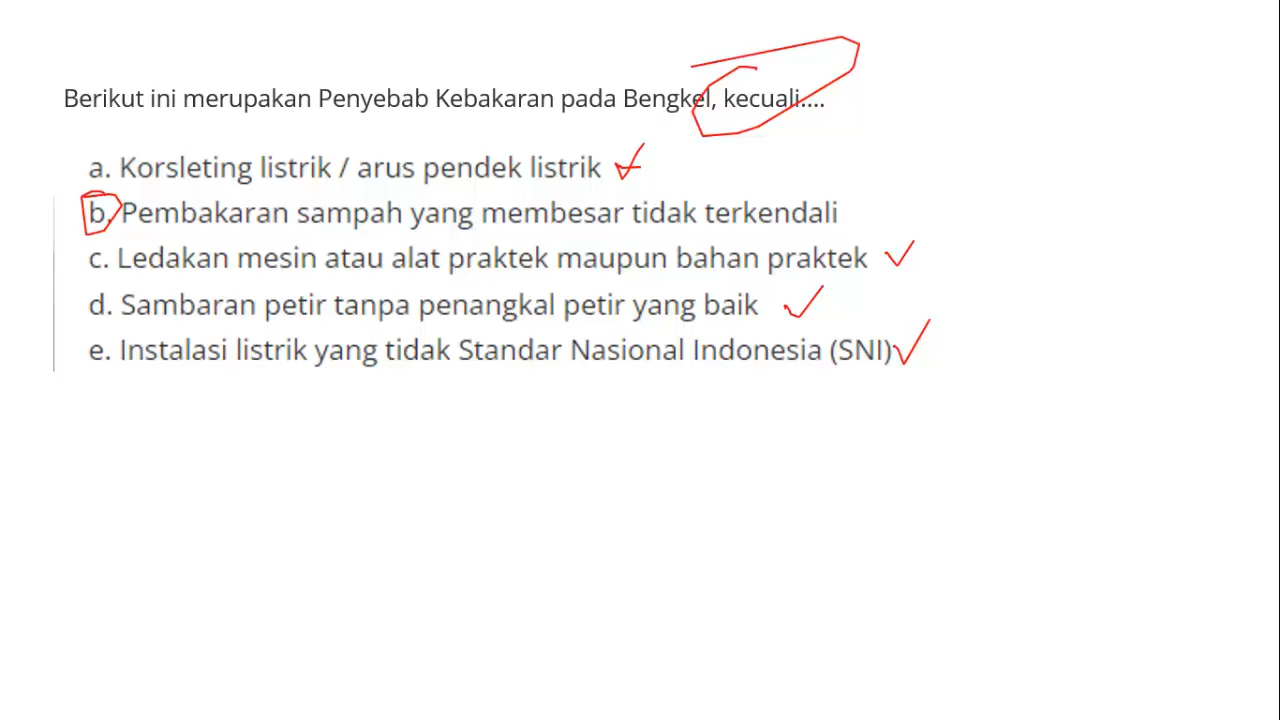 Berikut ini merupakan Penyebab Kebakaran pada Bengkel, kecuali....
a. Korsleting listrik / arus pendek listrik
b. Pembakaran sampah yang membesar tidak terkendali
c. Ledakan mesin atau alat praktek maupun bahan praktek
d. Sambaran petir tanpa penangkal petir yang baik
e. Instalasi listrik yang tidak Standar Nasional Indonesia (SNI)